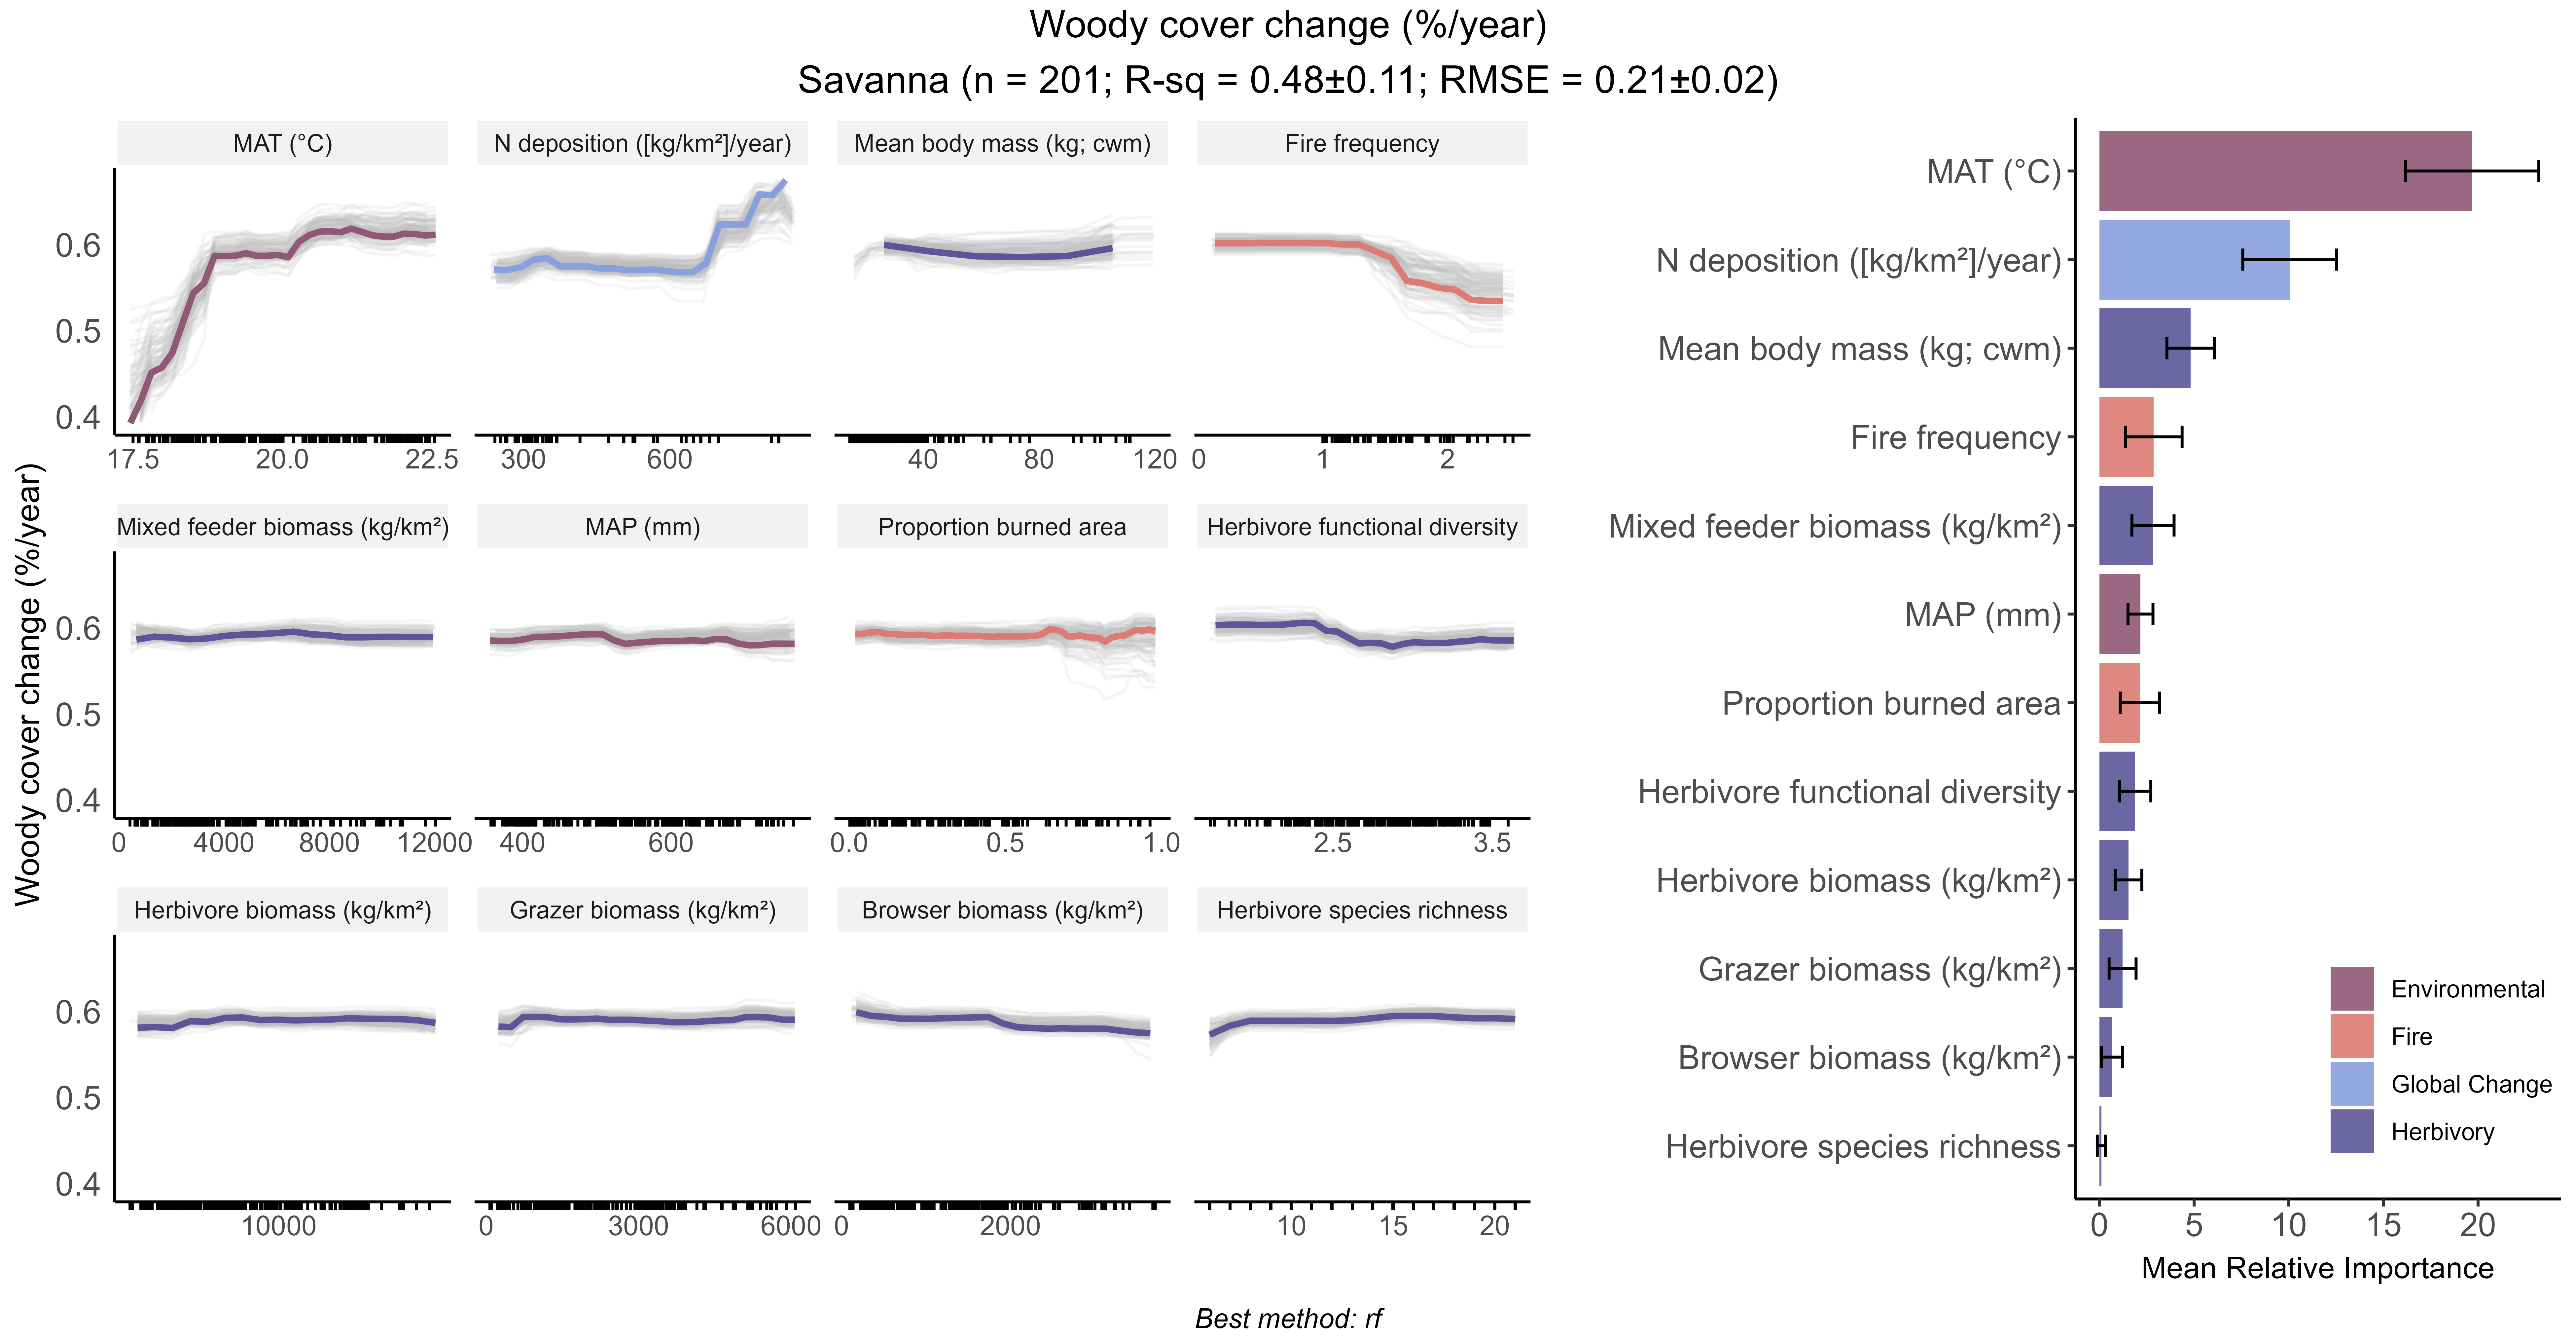 Woody cover change (%/year)
Savanna (n = 201; R-sq = 0.48±0.11; RMSE = 0.21±0.02)
Woody cover change (%/year)
MAT (°C)
N deposition ([kg/km²]/year)
Mean body mass (kg; cwm)
Fire frequency
0.6
0.5
0.4
17.5 20.0 22.5
300 600
40 80 120
0 1 2
Mixed feeder biomass (kg/km²)
MAP (mm)
Proportion burned area
Herbivore functional diversity
0.6
0.5
0.4
0 4000 8000 12000
400 600
0.0 0.5 1.0
2.5 3.5
Herbivore biomass (kg/km²)
Grazer biomass (kg/km²)
Browser biomass (kg/km²)
Herbivore species richness
0.6
0.5
0.4
10000
0 3000 6000
0 2000
10 15 20
MAT (°C)
N deposition ([kg/km²]/year)
Mean body mass (kg; cwm)
Fire frequency
Mixed feeder biomass (kg/km²)
MAP (mm)
Proportion burned area
Herbivore functional diversity
Herbivore biomass (kg/km²)
Grazer biomass (kg/km²)
Browser biomass (kg/km²)
Herbivore species richness
Environmental
Fire
Global Change
Herbivory
0 5 10 15 20
Mean Relative Importance
Best method: rf